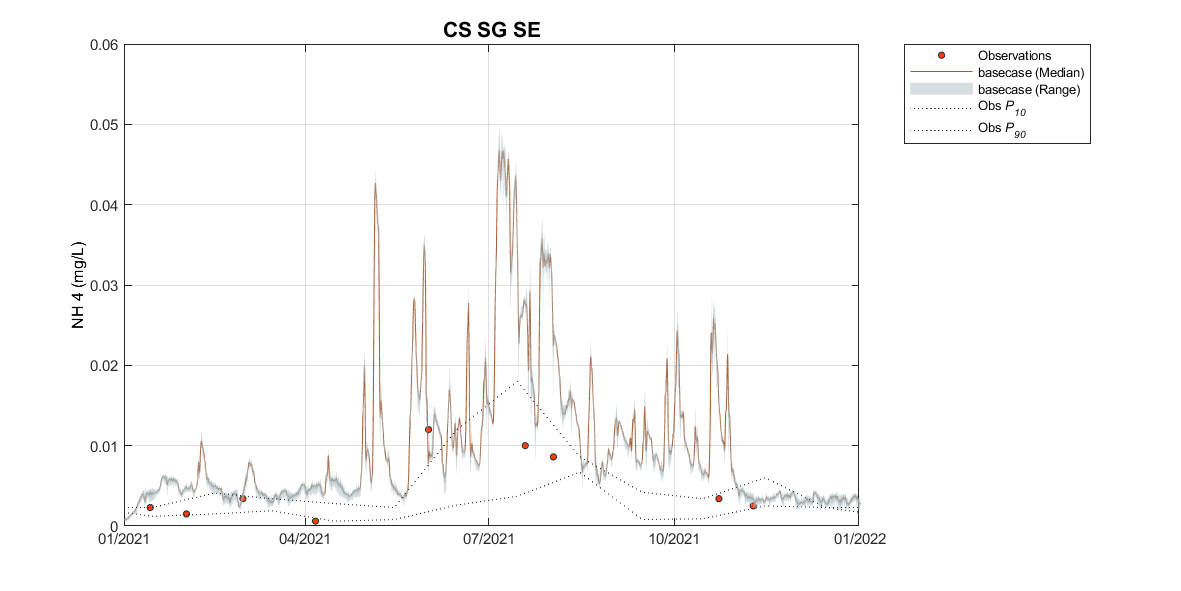 CS SG SE
0.06
0.05
0.04
0.03
0.02
0.01
0
NH 4 (mg/L)
01/2021
04/2021
07/2021
10/2021
01/2022
Observations
basecase (Median)
basecase (Range)
Obs P10
Obs P90